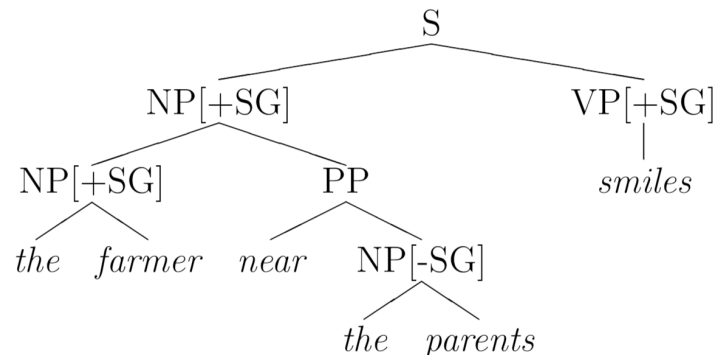 S
NP[+SG] VP[+SG]
NP[+SG] PP smiles
the farmer near NP[-SG]
the parents